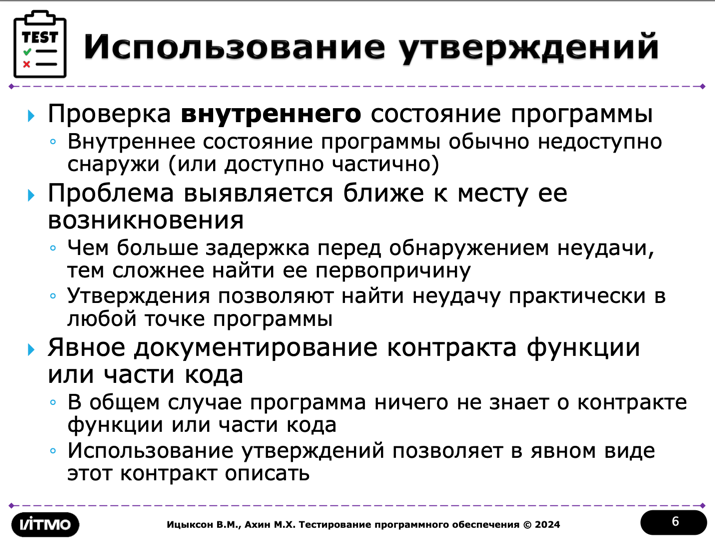 TEST
Использование утверждений
Проверка внутреннего состояние программы
Внутреннее состояние программы обычно недоступно
снаружи (или доступно частично)
Проблема выявляется ближе к месту ее
возникновения
Чем больше задержка перед обнаружением неудачи,
тем сложнее найти ее первопричину
Утверждения позволяют найти неудачу практически в
любой точке программы
Явное документирование контракта функции
или части кода
В общем случае программа ничего не знает о контракте
функции или части кода
Использование утверждений позволяет в явном виде
этот контракт описать
ИTMO
Ицыксон В.М., Ахин М.Х. Тестирование программного обеспечения © 2024
6